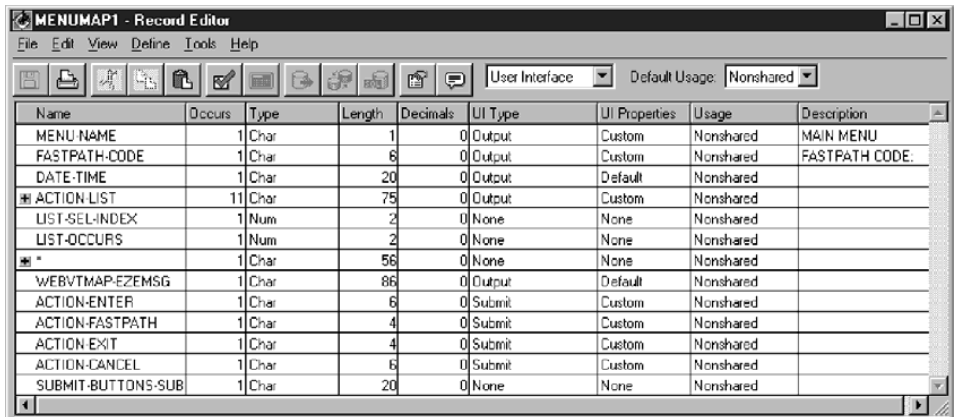 MENUMAP1 - Record Editor
File Edit View Define Tools Help
User Interface Default Usage: Nonshared
Name Occurs Type Length Decimals UI Type UI Properties Usage Description
MENU-NAME 1 Char 1 0 Output Custom Nonshared MAIN MENU
FASTPATH-CODE 1 Char 6 0 Output Custom Nonshared FASTPATH CODE:
DATE-TIME 1 Char 20 0 Output Default Nonshared
ACTION-LIST 11 Char 75 0 Output Custom Nonshared
LIST-SEL-INDEX 1 Num 2 0 None None Nonshared
LIST-OCCURS 1 Num 2 0 None None Nonshared
* 1 Char 56 0 None None Nonshared
WEBVTMAP-EZEMSG 1 Char 86 0 Output Default Nonshared
ACTION-ENTER 1 Char 6 0 Submit Custom Nonshared
ACTION-FASTPATH 1 Char 4 0 Submit Custom Nonshared
ACTION-EXIT 1 Char 4 0 Submit Custom Nonshared
ACTION-CANCEL 1 Char 6 0 Submit Custom Nonshared
SUBMIT-BUTTONS-SUB 1 Char 20 0 None None Nonshared